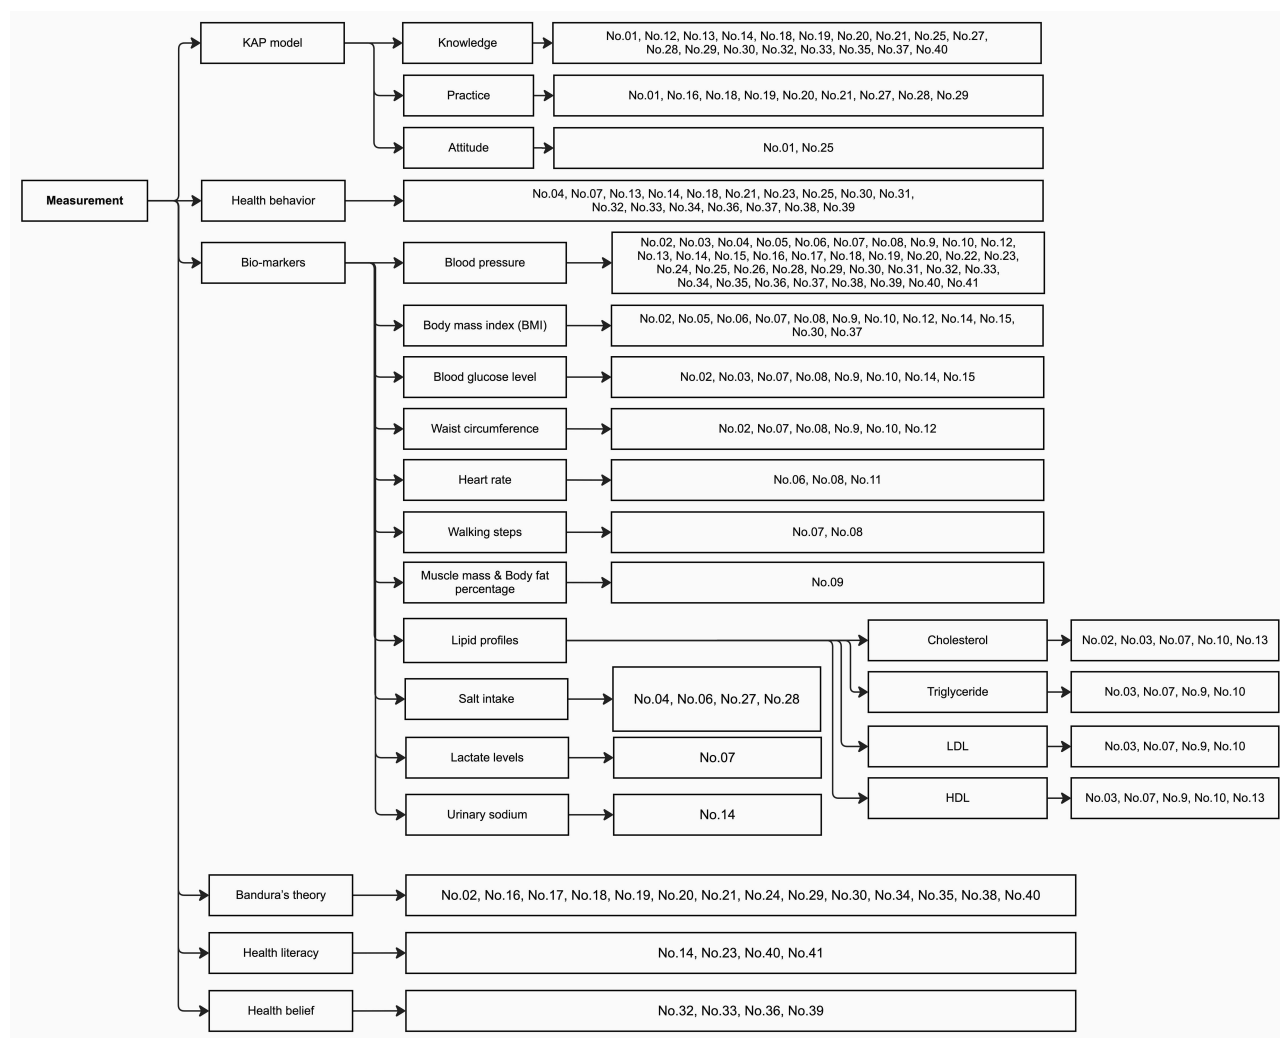 KAP model
Knowledge
No.01, No.12, No.13, No.14, No.18, No.19, No.20, No.21, No.25, No.27,
No.28, No.29, No.30, No.32, No.33, No.35, No.37, No.40
Practice
No.01, No.16, No.18, No.19, No.20, No.21, No.27, No.28, No.29
Attitude
No.01, No.25
Measurement
Health behavior
No.04, No.07, No.13, No.14, No.18, No.21, No.23, No.25, No.30, No.31,
No.32, No.33, No.34, No.36, No.37, No.38, No.39
Bio-markers
Blood pressure
No.02, No.03, No.04, No.05, No.06, No.07, No.08, No.9, No.10, No.12,
No.13, No.14, No.15, No.16, No.17, No.18, No.19, No.20, No.22, No.23,
No.24, No.25, No.26, No.28, No.29, No.30, No.31, No.32, No.33,
No.34, No.35, No.36, No.37, No.38, No.39, No.40, No.41
Body mass index (BMI)
No.02, No.05, No.06, No.07, No.08, No.9, No.10, No.12, No.14, No.15,
No.30, No.37
Blood glucose level
No.02, No.03, No.07, No.08, No.9, No.10, No.14, No.15
Waist circumference
No.02, No.07, No.08, No.9, No.10, No.12
Heart rate
No.06, No.08, No.11
Walking steps
No.07, No.08
Muscle mass & Body fat
percentage
No.09
Lipid profiles
Cholesterol
No.02, No.03, No.07, No.10, No.13
Triglyceride
No.03, No.07, No.9, No.10
LDL
No.03, No.07, No.9, No.10
HDL
No.03, No.07, No.9, No.10, No.13
Salt intake
No.04, No.06, No.27, No.28
Lactate levels
No.07
Urinary sodium
No.14
Bandura's theory
No.02, No.16, No.17, No.18, No.19, No.20, No.21, No.24, No.29, No.30, No.34, No.35, No.38, No.40
Health literacy
No.14, No.23, No.40, No.41
Health belief
No.32, No.33, No.36, No.39